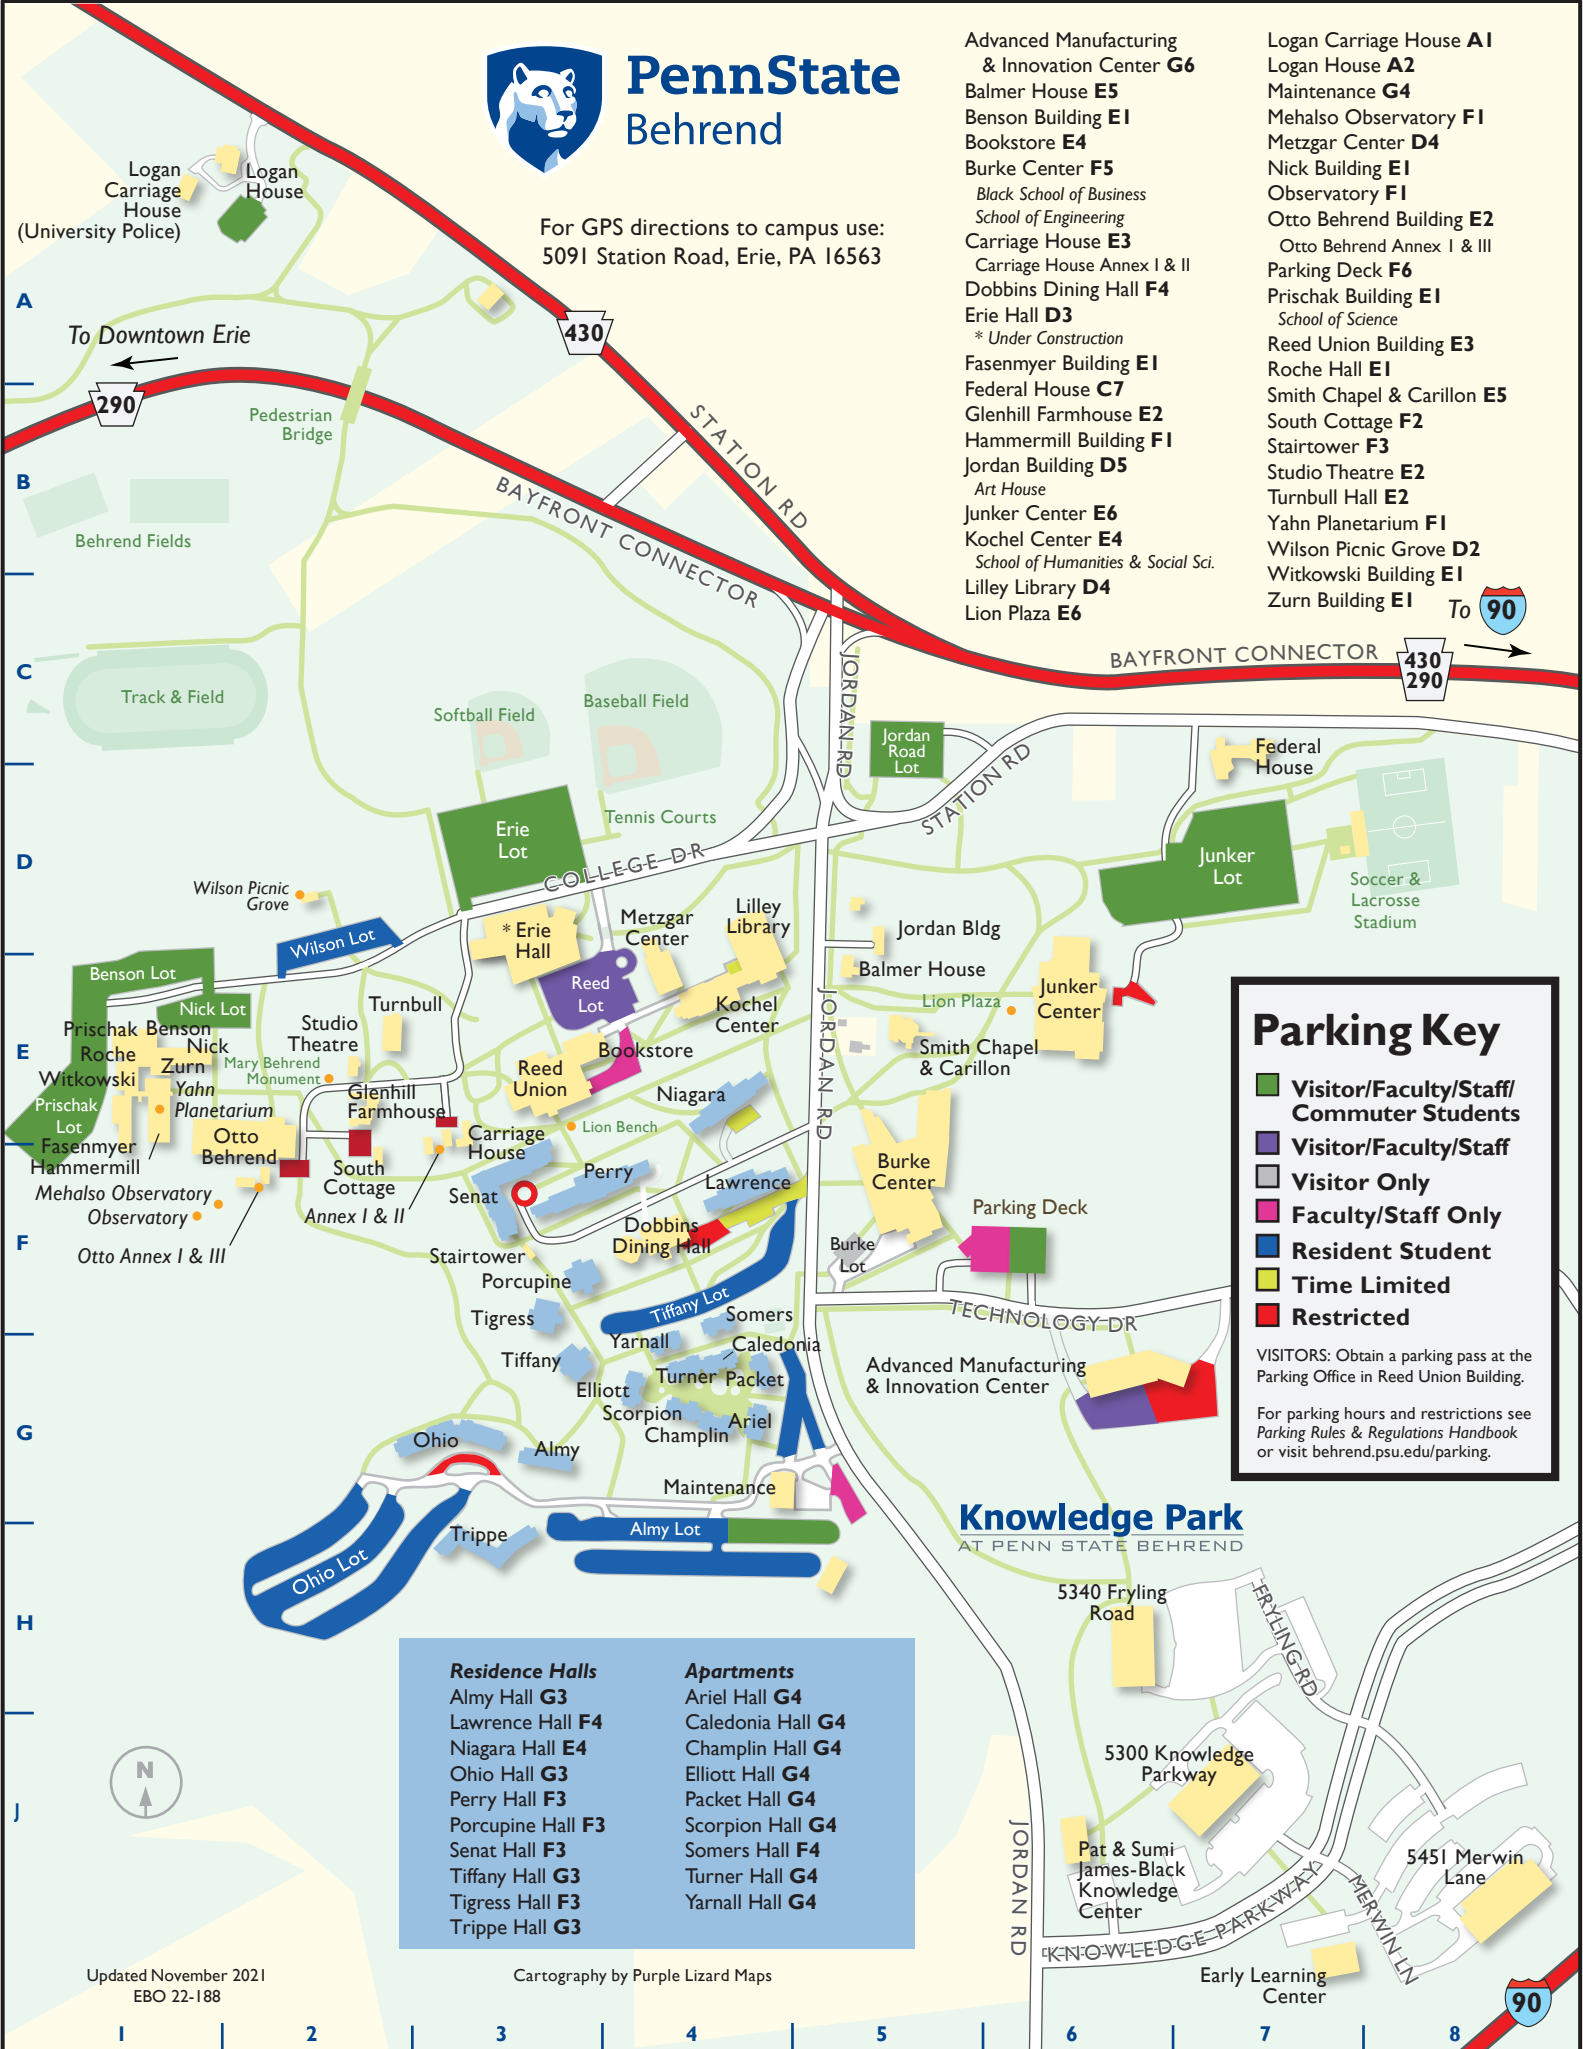 PennState
Behrend
For GPS directions to campus use:
5091 Station Road, Erie, PA 16563
Advanced Manufacturing
& Innovation Center G6
Balmer House E5
Benson Building E1
Bookstore E4
Burke Center F5
Black School of Business
School of Engineering
Carriage House E3
Carriage House Annex I & II
Dobbins Dining Hall F4
Erie Hall D3
* Under Construction
Fasenmyer Building E1
Federal House C7
Glenhill Farmhouse E2
Hammermill Building F1
Jordan Building D5
Art House
Junker Center E6
Kochel Center E4
School of Humanities & Social Sci.
Lilley Library D4
Lion Plaza E6
Logan Carriage House A1
Logan House A2
Maintenance G4
Mehalso Observatory F1
Metzgar Center D4
Nick Building E1
Observatory F1
Otto Behrend Building E2
Otto Behrend Annex I & III
Parking Deck F6
Prischak Building E1
School of Science
Reed Union Building E3
Roche Hall E1
Smith Chapel & Carillon E5
South Cottage F2
Stairtower F3
Studio Theatre E2
Turnbull Hall E2
Yahn Planetarium F1
Wilson Picnic Grove D2
Witkowski Building E1
Zurn Building E1
To 90
Logan
Carriage
House
(University Police)
Logan
House
A
To Downtown Erie
290
430
Pedestrian
Bridge
STATION RD
BAYFRONT CONNECTOR
B
Behrend Fields
C
Track & Field
Softball Field
Baseball Field
JORDAN RD
Jordan
Road
Lot
BAYFRONT CONNECTOR
430
290
STATION RD
Federal
House
D
Erie
Lot
Tennis Courts
COLLEGE DR
Junker
Lot
Soccer &
Lacrosse
Stadium
Wilson Picnic
Grove
Wilson Lot
* Erie
Hall
Metzgar
Center
Lilley
Library
Jordan Bldg
Balmer House
Lion Plaza
Junker
Center
Benson Lot
Nick Lot
Reed
Lot
Kochel
Center
JORDAN RD
Smith Chapel
& Carillon
E
Prischak
Benson
Roche
Nick
Zurn
Witkowski
Yahn
Planetarium
Prischak
Lot
Fasenmyer
Hammermill
Studio
Theatre
Turnbull
Mary Behrend
Monument
Glenhill
Farmhouse
Reed
Union
Bookstore
Niagara
Lion Bench
Otto
Behrend
South
Cottage
Carriage
House
Annex I & II
Mehalso Observatory
Observatory
Otto Annex I & III
Senat
Perry
Lawrence
Burke
Center
Parking Deck
F
Dobbins
Dining Hall
Stairtower
Porcupine
Burke
Lot
Tigress
Tiffany Lot
Somers
Yarnall
Caledonia
TECHNOLOGY DR
Tiffany
Turner
Packet
Elliott
Scorpion
Champlin
Ariel
Advanced Manufacturing
& Innovation Center
G
Ohio
Almy
Maintenance
Trippe
Almy Lot
Ohio Lot
H
Parking Key
Visitor/Faculty/Staff/
Commuter Students
Visitor/Faculty/Staff
Visitor Only
Faculty/Staff Only
Resident Student
Time Limited
Restricted
VISITORS: Obtain a parking pass at the
Parking Office in Reed Union Building.
For parking hours and restrictions see
Parking Rules & Regulations Handbook
or visit behrend.psu.edu/parking.
Knowledge Park
AT PENN STATE BEHREND
5340 Fryling
Road
FRYLING RD
5300 Knowledge
Parkway
Pat & Sumi
James-Black
Knowledge
Center
5451 Merwin
Lane
MERWIN LN
KNOWLEDGE PARKWAY
JORDAN RD
Early Learning
Center
90
Residence Halls
Almy Hall G3
Lawrence Hall F4
Niagara Hall E4
Ohio Hall G3
Perry Hall F3
Porcupine Hall F3
Senat Hall F3
Tiffany Hall G3
Tigress Hall F3
Trippe Hall G3
Apartments
Ariel Hall G4
Caledonia Hall G4
Champlin Hall G4
Elliott Hall G4
Packet Hall G4
Scorpion Hall G4
Somers Hall F4
Turner Hall G4
Yarnall Hall G4
N
J
Updated November 2021
EBO 22-188
Cartography by Purple Lizard Maps
1 2 3 4 5 6 7 8